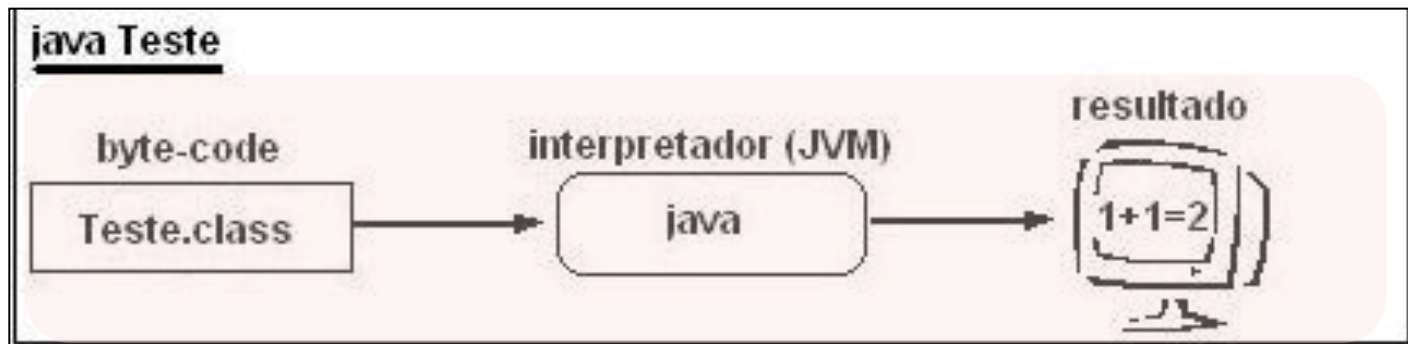 java Teste
byte-code
interpretador (JVM)
resultado
Teste.class
java
1+1=2